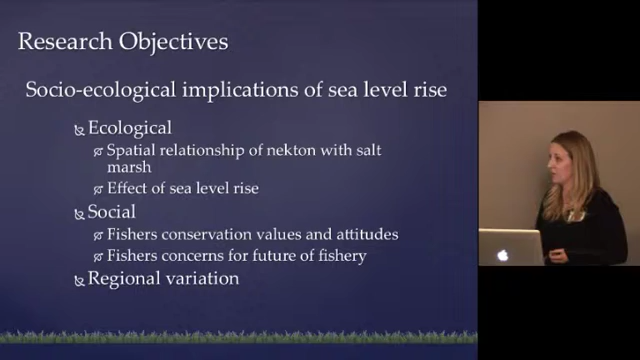 Research Objectives
Socio-ecological implications of sea level rise
Ecological
Spatial relationship of nekton with salt
marsh
Effect of sea level rise
Social
Fishers conservation values and attitudes
Fishers concerns for future of fishery
Regional variation